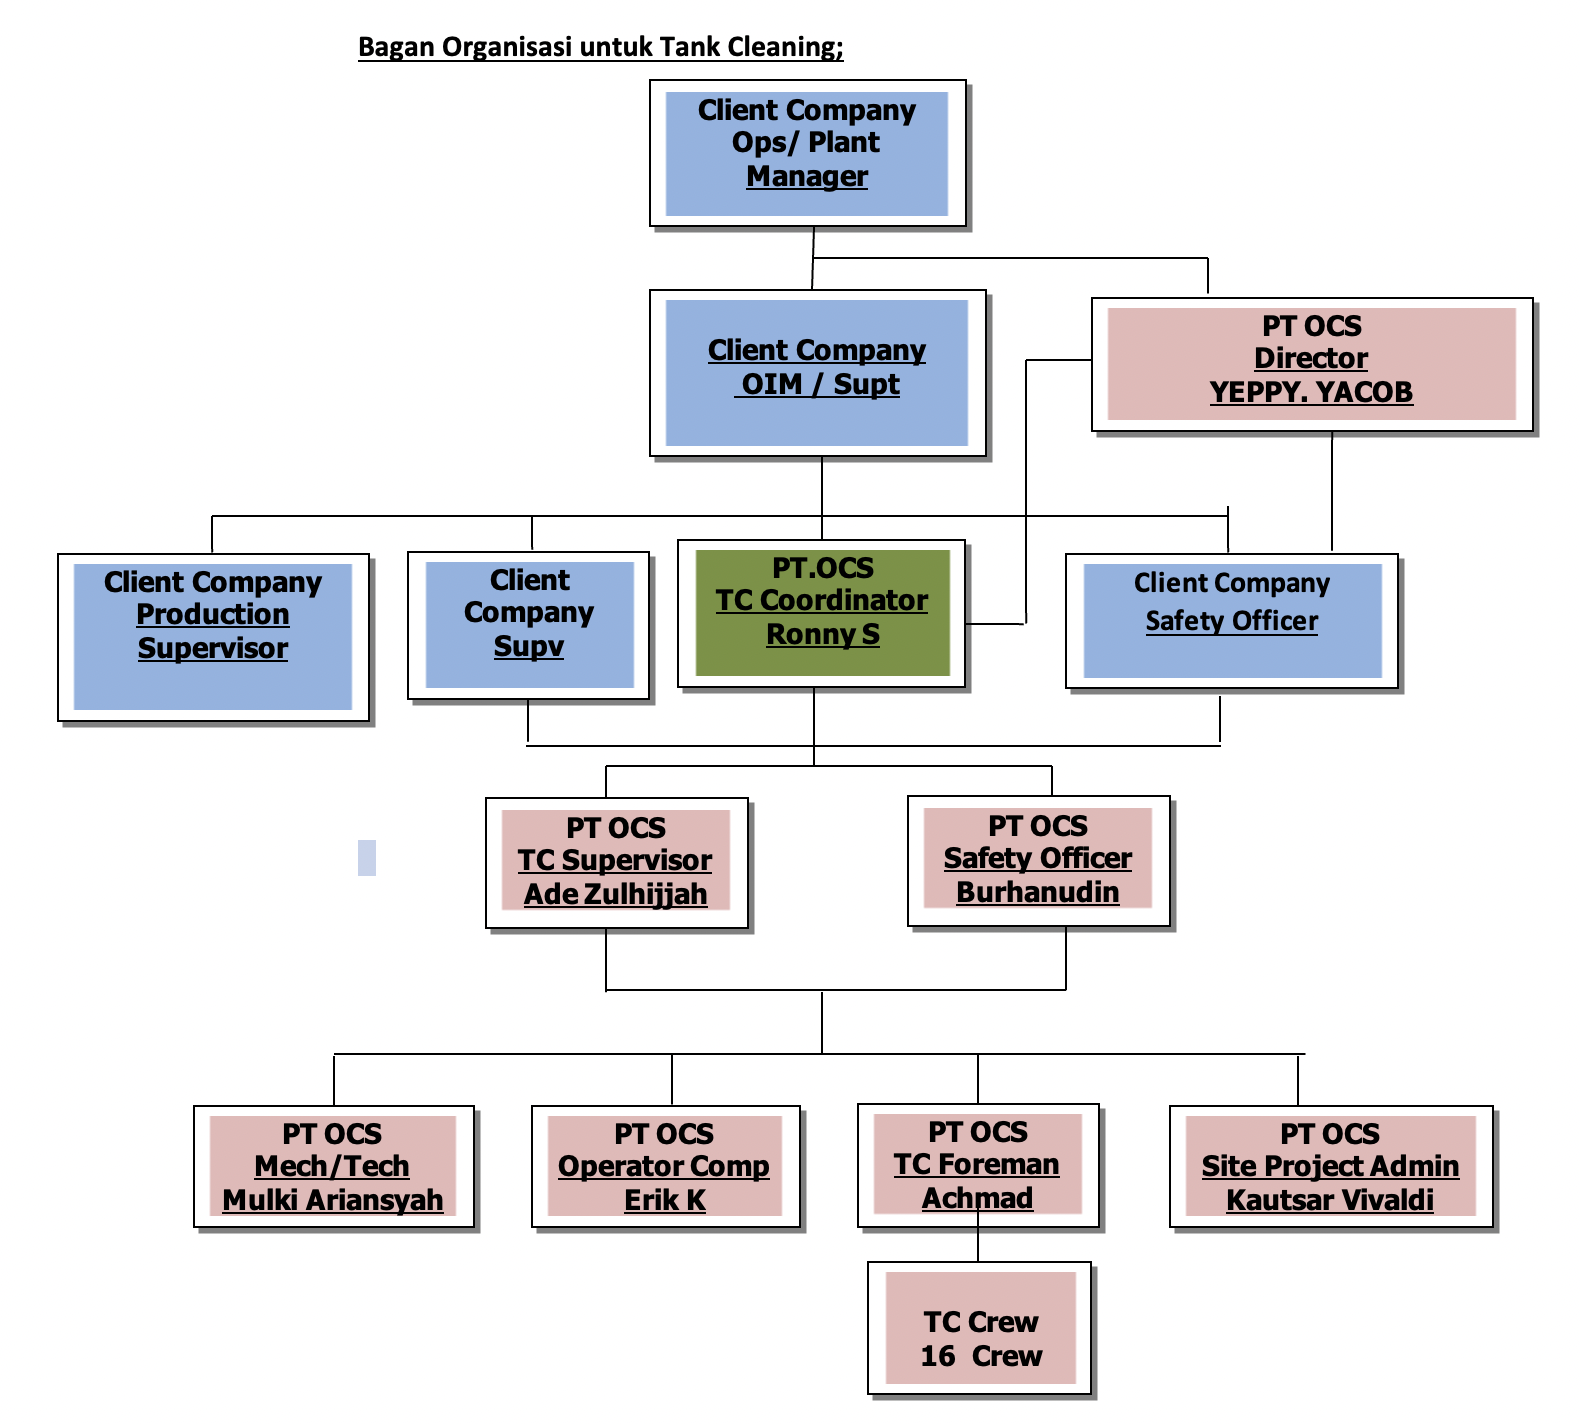 Bagan Organisasi untuk Tank Cleaning;
Client Company
Ops/ Plant
Manager
Client Company
OIM / Supt
PT OCS
Director
YEPPY. YACOB
Client Company
Production
Supervisor
Client
Company
Supv
PT.OCS
TC Coordinator
Ronny S
Client Company
Safety Officer
PT OCS
TC Supervisor
Ade Zulhijjah
PT OCS
Safety Officer
Burhanudin
PT OCS
Mech/Tech
Mulki Ariansyah
PT OCS
Operator Comp
Erik K
PT OCS
TC Foreman
Achmad
PT OCS
Site Project Admin
Kautsar Vivaldi
TC Crew
16 Crew